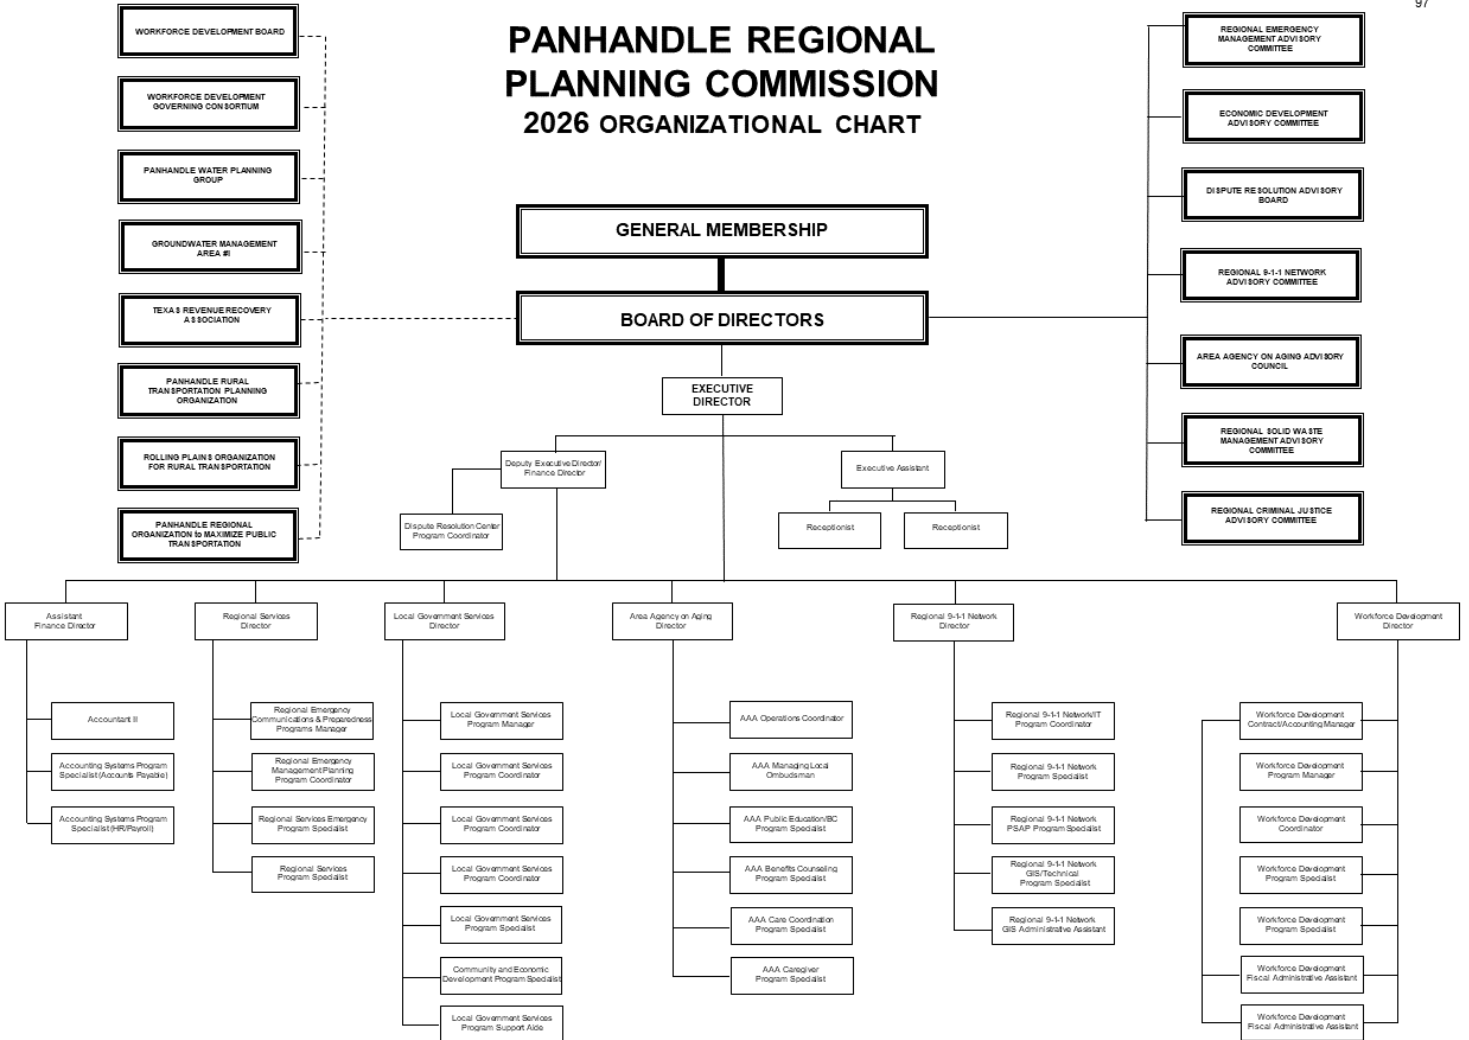 97
PANHANDLE REGIONAL
PLANNING COMMISSION
2026 ORGANIZATIONAL CHART
WORKFORCE DEVELOPMENT BOARD
WORKFORCE DEVELOPMENT
GOVERNING CONSORTIUM
PANHANDLE WATER PLANNING
GROUP
GROUNDWATER MANAGEMENT
AREA #I
TEXAS REVENUE RECOVERY
ASSOCIATION
PANHANDLE RURAL
TRANSPORTATION PLANNING
ORGANIZATION
ROLLING PLAINS ORGANIZATION
FOR RURAL TRANSPORTATION
PANHANDLE REGIONAL
ORGANIZATION to MAXIMIZE PUBLIC
TRANSPORTATION
GENERAL MEMBERSHIP
BOARD OF DIRECTORS
EXECUTIVE
DIRECTOR
REGIONAL EMERGENCY
MANAGEMENT ADVISORY
COMMITTEE
ECONOMIC DEVELOPMENT
ADVISORY COMMITTEE
DISPUTE RESOLUTION ADVISORY
BOARD
REGIONAL 9-1-1 NETWORK
ADVISORY COMMITTEE
AREA AGENCY ON AGING ADVISORY
COUNCIL
REGIONAL SOLID WASTE
MANAGEMENT ADVISORY
COMMITTEE
REGIONAL CRIMINAL JUSTICE
ADVISORY COMMITTEE
Deputy Executive Director/
Finance Director
Executive Assistant
Dispute Resolution Center
Program Coordinator
Receptionist
Receptionist
Assistant
Finance Director
Accountant II
Accounting Systems Program
Specialist (Accounts Payable)
Accounting Systems Program
Specialist (HR/Payroll)
Regional Services
Director
Regional Emergency
Communications & Preparedness
Programs Manager
Regional Emergency
Management Planning
Program Coordinator
Regional Services Emergency
Program Specialist
Regional Services
Program Specialist
Local Government Services
Director
Local Government Services
Program Manager
Local Government Services
Program Coordinator
Local Government Services
Program Coordinator
Local Government Services
Program Coordinator
Local Government Services
Program Specialist
Community and Economic
Development Program Specialist
Local Government Services
Program Support Aide
Area Agency on Aging
Director
AAA Operations Coordinator
AAA Managing Local
Ombudsman
AAA Public Education/BC
Program Specialist
AAA Benefits Counseling
Program Specialist
AAA Care Coordination
Program Specialist
AAA Caregiver
Program Specialist
Regional 9-1-1 Network
Director
Regional 9-1-1 Network/IT
Program Coordinator
Regional 9-1-1 Network
Program Specialist
Regional 9-1-1 Network
PSAP Program Specialist
Regional 9-1-1 Network
GIS/Technical
Program Specialist
Regional 9-1-1 Network
GIS Administrative Assistant
Workforce Development
Director
Workforce Development
Contract/Accounting Manager
Workforce Development
Program Manager
Workforce Development
Coordinator
Workforce Development
Program Specialist
Workforce Development
Program Specialist
Workforce Development
Fiscal Administrative Assistant
Workforce Development
Fiscal Administrative Assistant